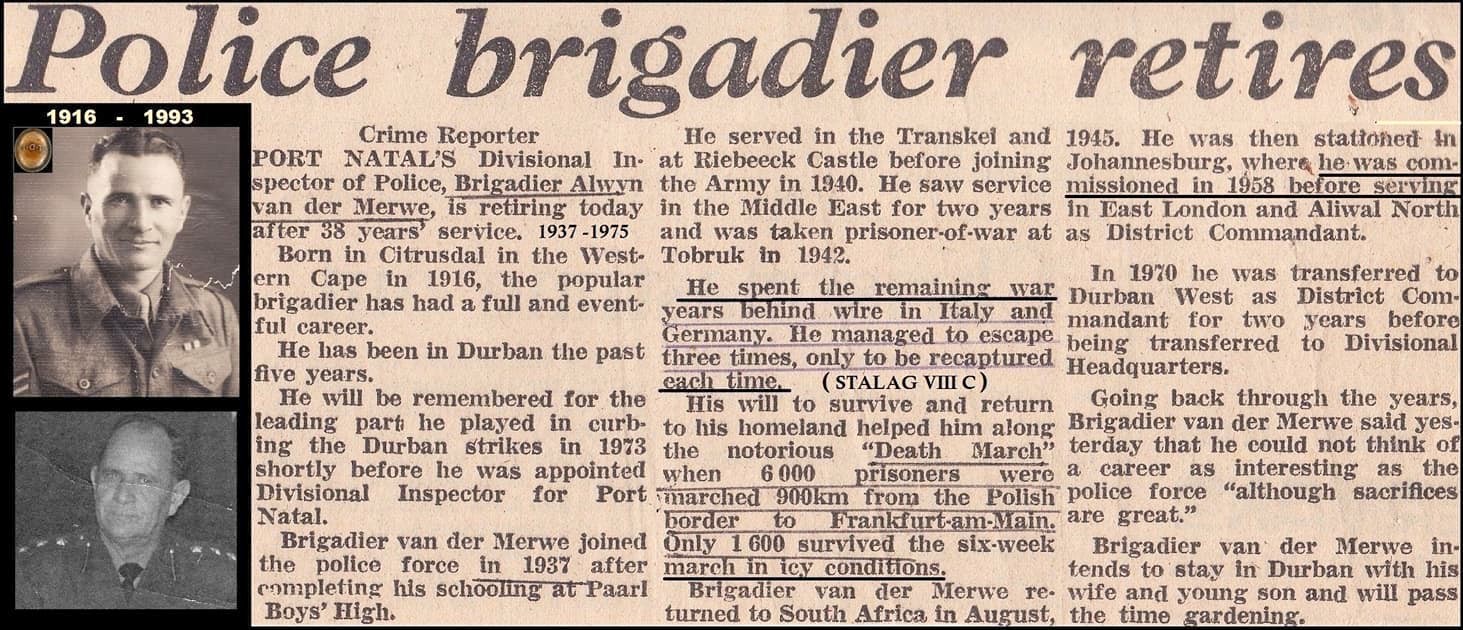 Police brigadier retires
1916 - 1993
Crime Reporter
PORT NATAL'S Divisional In-
spector of Police, Brigadier Alwyn
van der Merwe, is retiring today
after 38 years' service. 1937 -1975
Born in Citrusdal in the West-
ern Cape in 1916, the popular
brigadier has had a full and event-
ful career.
He has been in Durban the past
five years.
He will be remembered for the
leading part he played in curb-
ing the Durban strikes in 1973
shortly before he was appointed
Divisional Inspector for Port
Natal.
Brigadier van der Merwe joined
the police force in 1937 after
completing his schooling at Paarl
Boys' High.
He served in the Transkei and
at Riebeeck Castle before joining
the Army in 1940. He saw service
in the Middle East for two years
and was taken prisoner-of-war at
Tobruk in 1942.
He spent the remaining war
years behind wire in Italy and
Germany. He managed to escape
three times, only to be recaptured
each time. ( STALAG VIII C )
His will to survive and return
to his homeland helped him along
the notorious "Death March"
when 6 000 prisoners were
marched 900km from the Polish
border to Frankfurt-am-Main.
Only 1 600 survived the six-week
march in icy conditions.
Brigadier van der Merwe re-
turned to South Africa in August,
1945. He was then stationed in
Johannesburg, where he was com-
missioned in 1958 before serving
in East London and Aliwal North
as District Commandant.
In 1970 he was transferred to
Durban West as District Com-
mandant for two years before
being transferred to Divisional
Headquarters.
Going back through the years,
Brigadier van der Merwe said yes-
terday that he could not think of
a career as interesting as the
police force "although sacrifices
are great."
Brigadier van der Merwe in-
tends to stay in Durban with his
wife and young son and will pass
the time gardening.